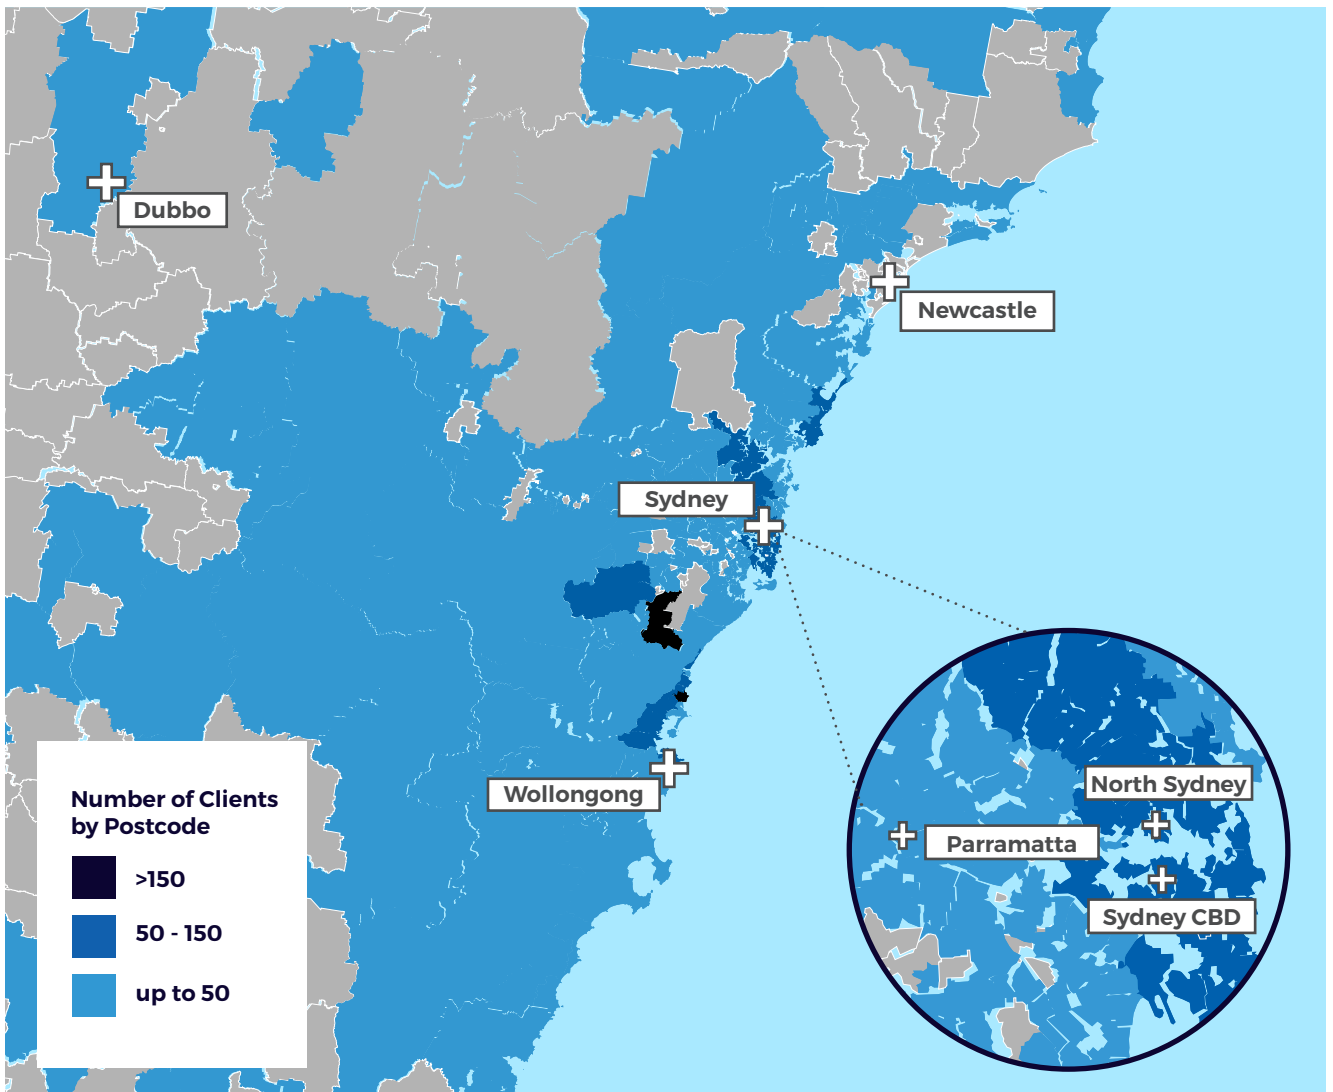 Dubbo
Newcastle
Sydney
Wollongong
North Sydney
Parramatta
Sydney CBD
Number of Clients
by Postcode
>150
50 - 150
up to 50